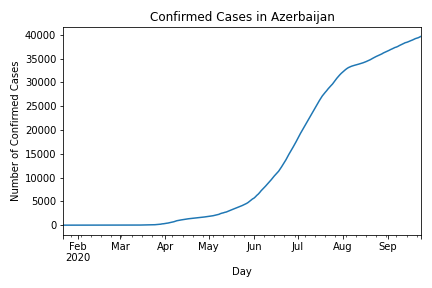 Confirmed Cases in Azerbaijan
Number of Confirmed Cases
40000
35000
30000
25000
20000
15000
10000
5000
0
Feb Mar Apr May Jun Jul Aug Sep
2020
Day